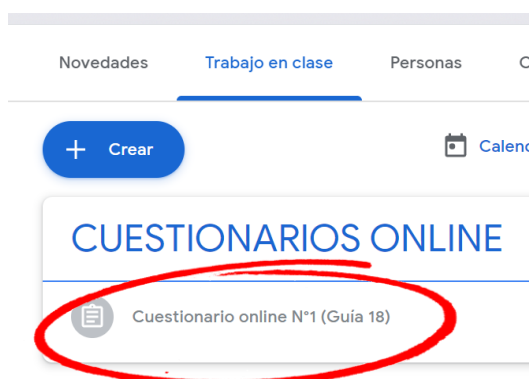 Novedades Trabajo en clase Personas
+ Crear
CUESTIONARIOS ONLINE
Cuestionario online N°1 (Guía 18)